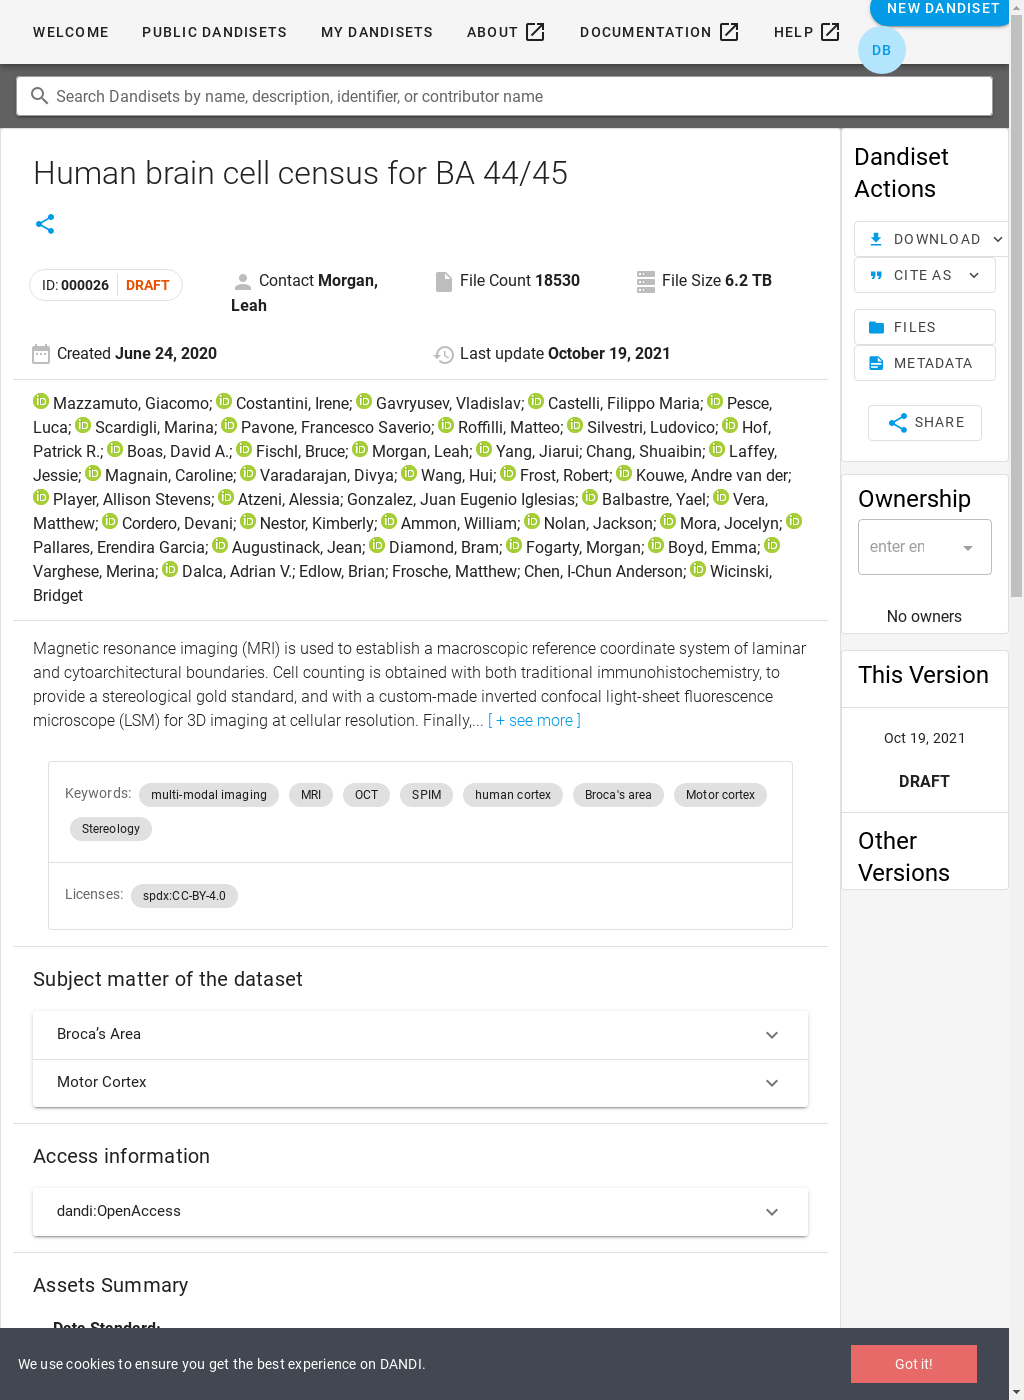 WELCOME PUBLIC DANDISETS MY DANDISETS ABOUT DOCUMENTATION HELP NEW DANDISET
DB
Search Dandisets by name, description, identifier, or contributor name
Human brain cell census for BA 44/45
ID: 000026 DRAFT
Contact Morgan, Leah
File Count 18530
File Size 6.2 TB
Created June 24, 2020
Last update October 19, 2021
Mazzamuto, Giacomo; Costantini, Irene; Gavryusev, Vladislav; Castelli, Filippo Maria; Pesce,
Luca; Scardigli, Marina; Pavone, Francesco Saverio; Roffilli, Matteo; Silvestri, Ludovico; Hof,
Patrick R.; Boas, David A.; Fischl, Bruce; Morgan, Leah; Yang, Jiarui; Chang, Shuaibin; Laffey,
Jessie; Magnain, Caroline; Varadarajan, Divya; Wang, Hui; Frost, Robert; Kouwe, Andre van der;
Player, Allison Stevens; Atzeni, Alessia; Gonzalez, Juan Eugenio Iglesias; Balbastre, Yael; Vera,
Matthew; Cordero, Devani; Nestor, Kimberly; Ammon, William; Nolan, Jackson; Mora, Jocelyn;
Pallares, Erendira Garcia; Augustinack, Jean; Diamond, Bram; Fogarty, Morgan; Boyd, Emma;
Varghese, Merina; Dalca, Adrian V.; Edlow, Brian; Frosche, Matthew; Chen, I-Chun Anderson; Wicinski,
Bridget
Magnetic resonance imaging (MRI) is used to establish a macroscopic reference coordinate system of laminar
and cytoarchitectural boundaries. Cell counting is obtained with both traditional immunohistochemistry, to
provide a stereological gold standard, and with a custom-made inverted confocal light-sheet fluorescence
microscope (LSM) for 3D imaging at cellular resolution. Finally,... [ + see more ]
Keywords: multi-modal imaging MRI OCT SPIM human cortex Broca's area Motor cortex
Stereology
Licenses: spdx:CC-BY-4.0
Subject matter of the dataset
Broca’s Area
Motor Cortex
Access information
dandi:OpenAccess
Assets Summary
Data Standard:
Dandiset
Actions
DOWNLOAD
CITE AS
FILES
METADATA
SHARE
Ownership
enter en
No owners
This Version
Oct 19, 2021
DRAFT
Other
Versions
We use cookies to ensure you get the best experience on DANDI.
Got it!